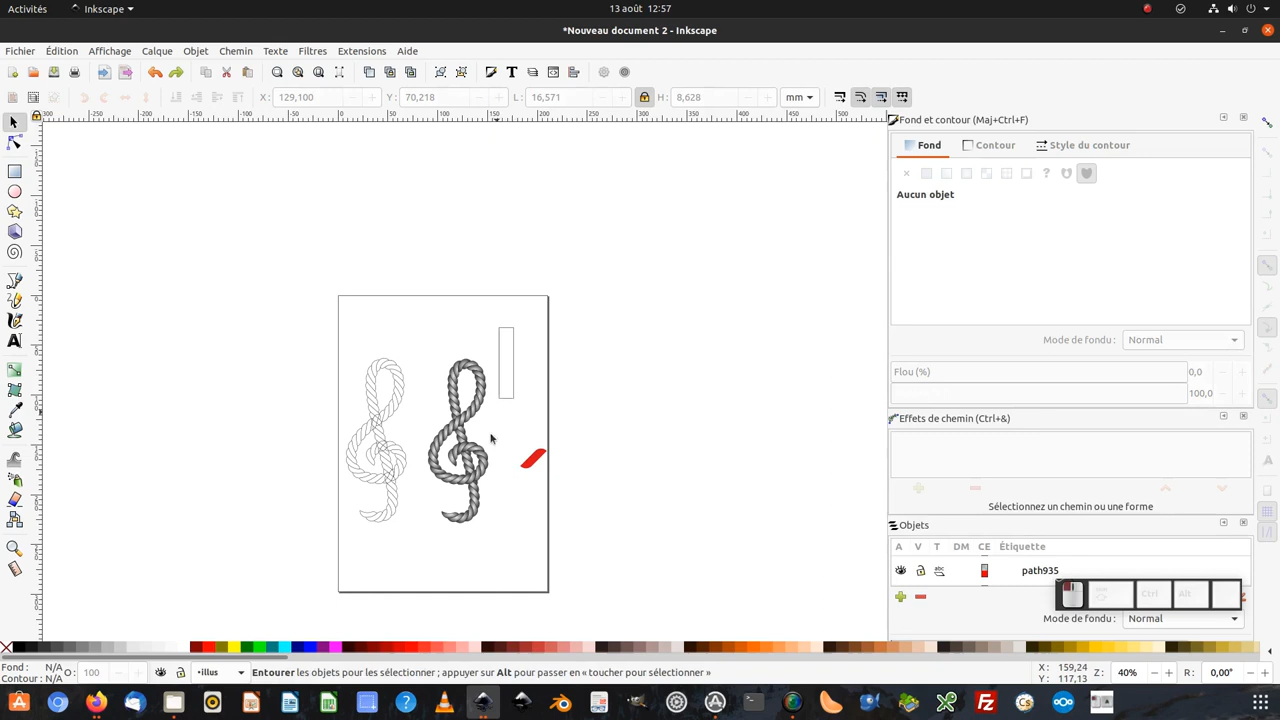 Activités
Inkscape
13 août 12:57
*Nouveau document 2 - Inkscape
Fichier Édition Affichage Calque Objet Chemin Texte Filtres Extensions Aide
X: 129,100 Y: 70,218 L: 16,571 H: 8,628 mm
Fond et contour (Maj+Ctrl+F)
Fond Contour Style du contour
Aucun objet
Mode de fondu : Normal
Flou (%) 0,0
100,0
Effets de chemin (Ctrl+&)
Sélectionnez un chemin ou une forme
Objets
A V T DM CE Étiquette
path935
Ctrl Alt
Mode de fondu : Normal
Fond : N/A
Contour : N/A
O : 100
illus
Entourer les objets pour les sélectionner ; appuyer sur Alt pour passer en « toucher pour sélectionner »
X : 159,24
Y : 117,13
Z : 40% R : 0,00°